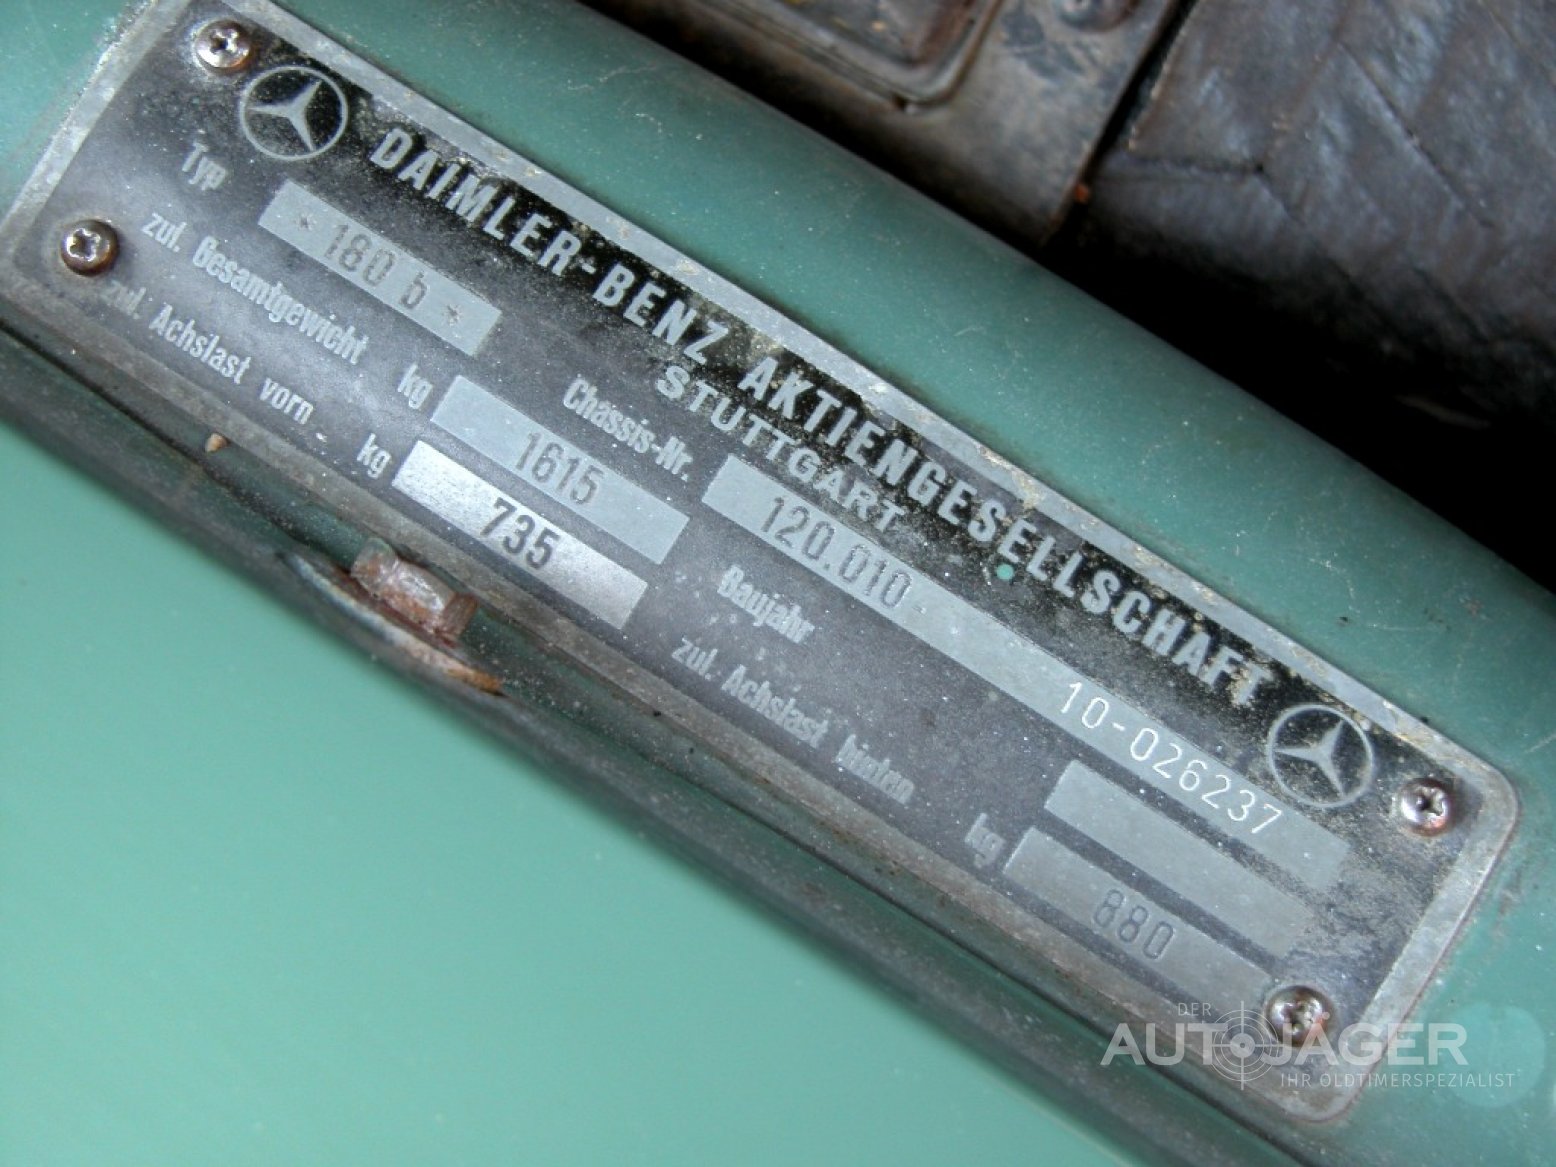 DAIMLER-BENZ AKTIENGESELLSCHAFT
STUTTGART
Typ * 180 b * Chassis-Nr. 120.010- 10-026237
zul. Gesamtgewicht kg 1615 Baujahr
zul. Achslast vorn kg 735 zul. Achslast hinten kg 880
DER
AUTOJÄGER
IHR OLDTIMERSPEZIALIST